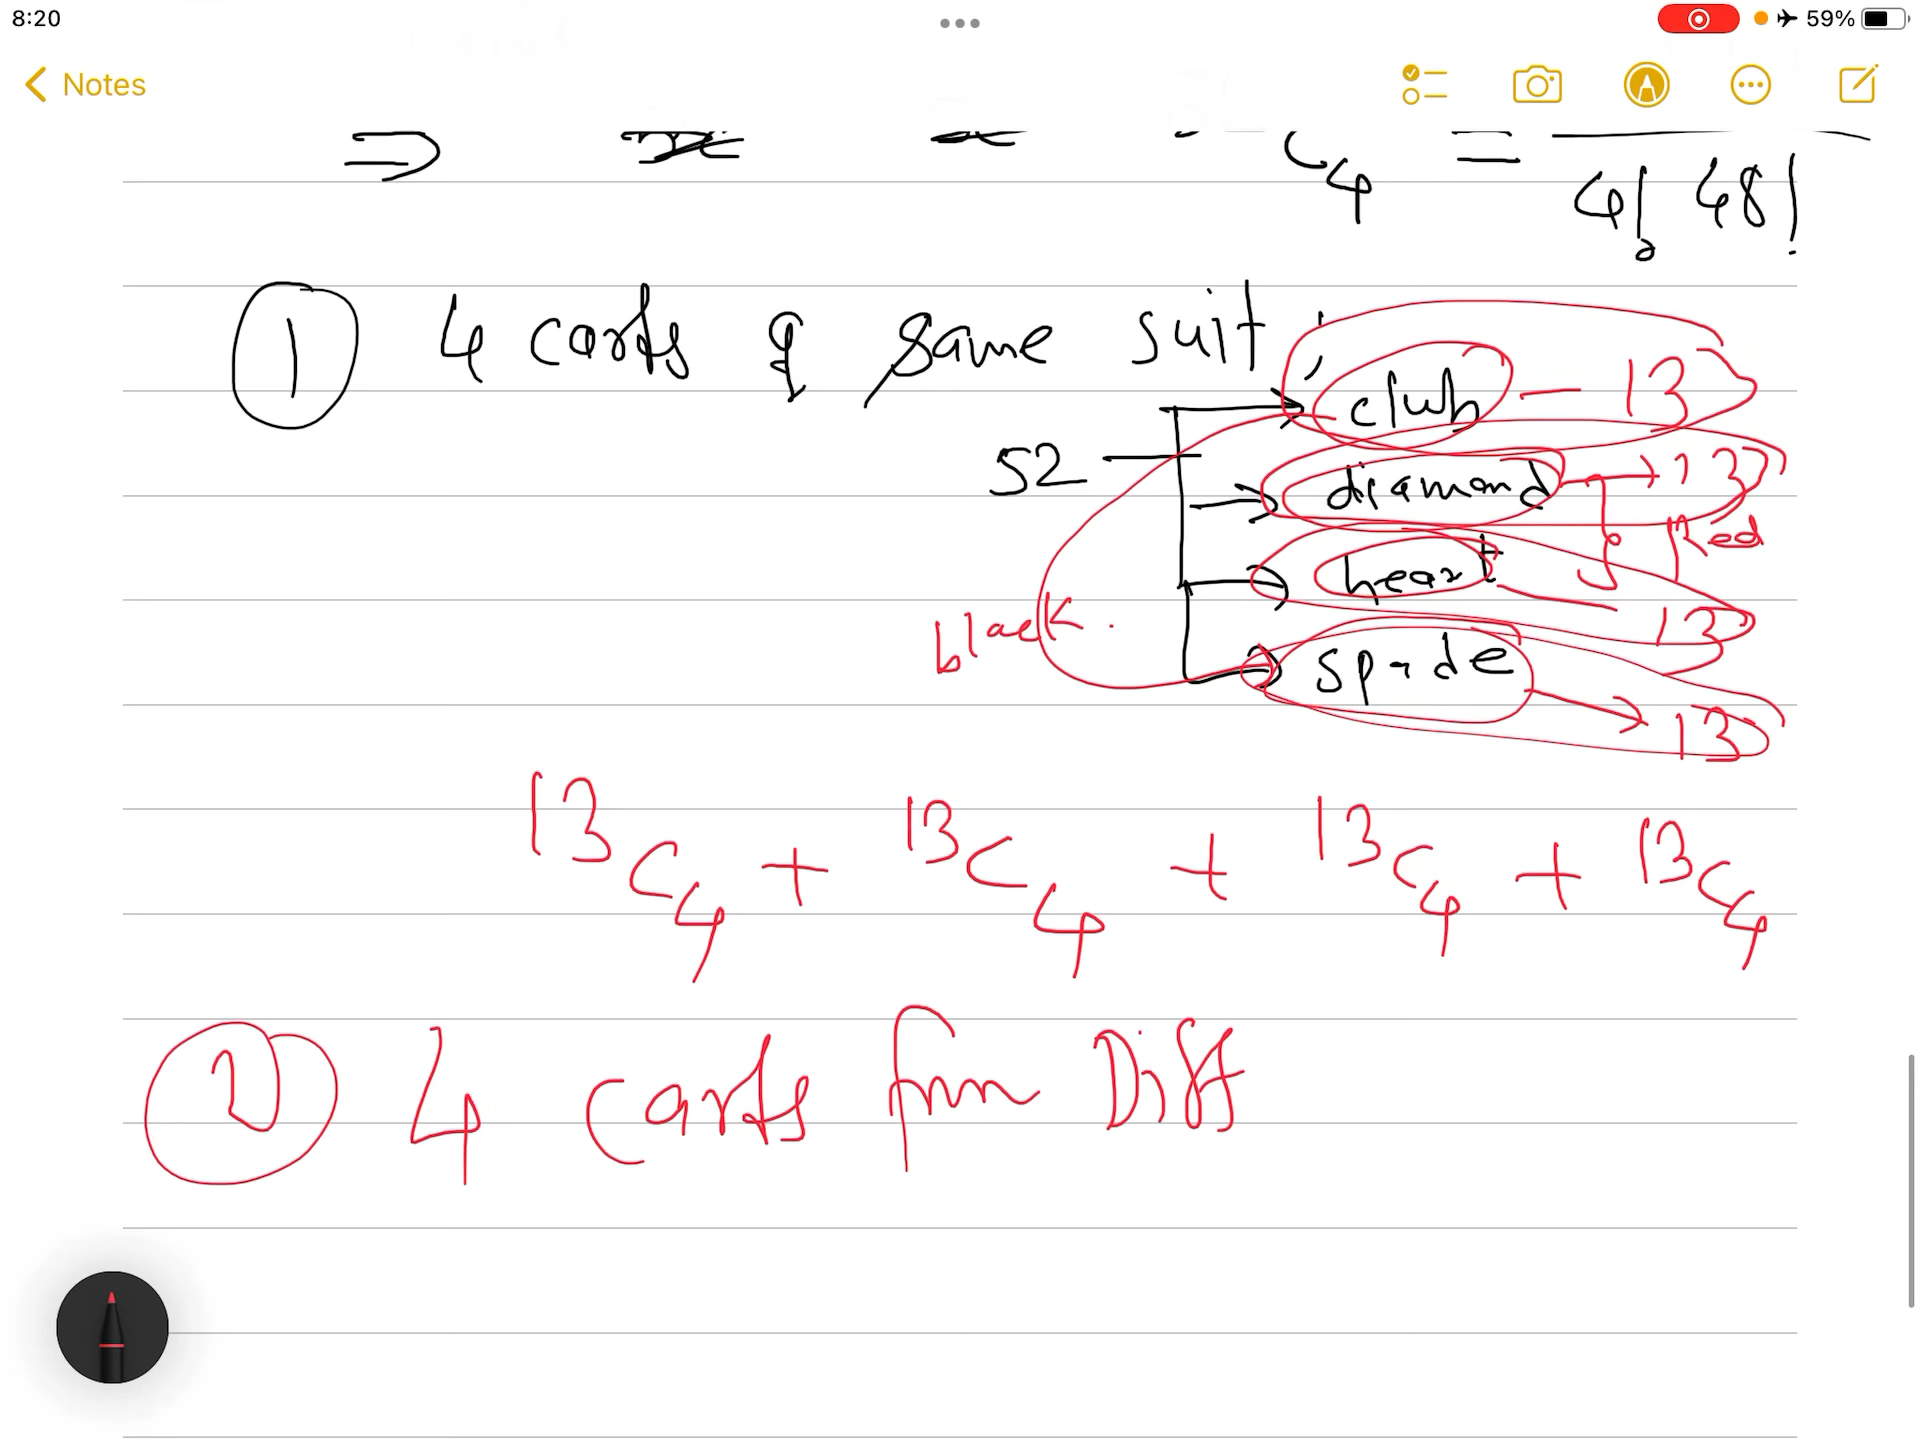 8:20
59%
Notes
⇒ C4 = 4! 48!
① 4 cards of same suit ;
club - 13
52
diamond → 13
Red
heart 13
black.
spade → 13
13C4 + 13C4 + 13C4 + 13C4
② 4 cards from Diff